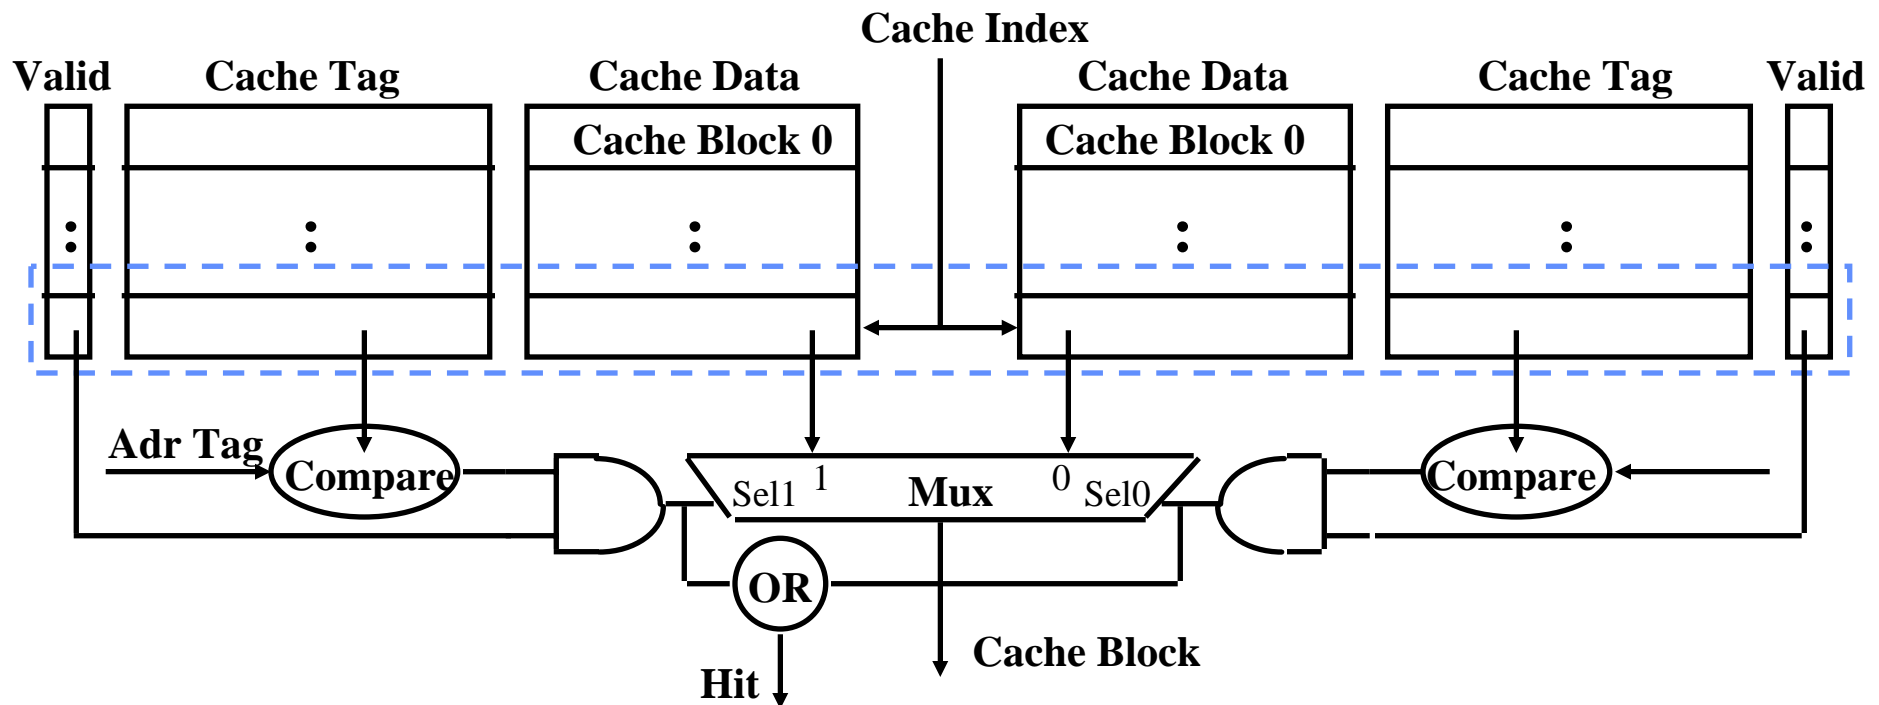 Cache Index
Valid Cache Tag Cache Data Cache Data Cache Tag Valid
Cache Block 0 Cache Block 0
Adr Tag
Compare Sel1 1 Mux 0 Sel0 Compare
OR
Cache Block
Hit